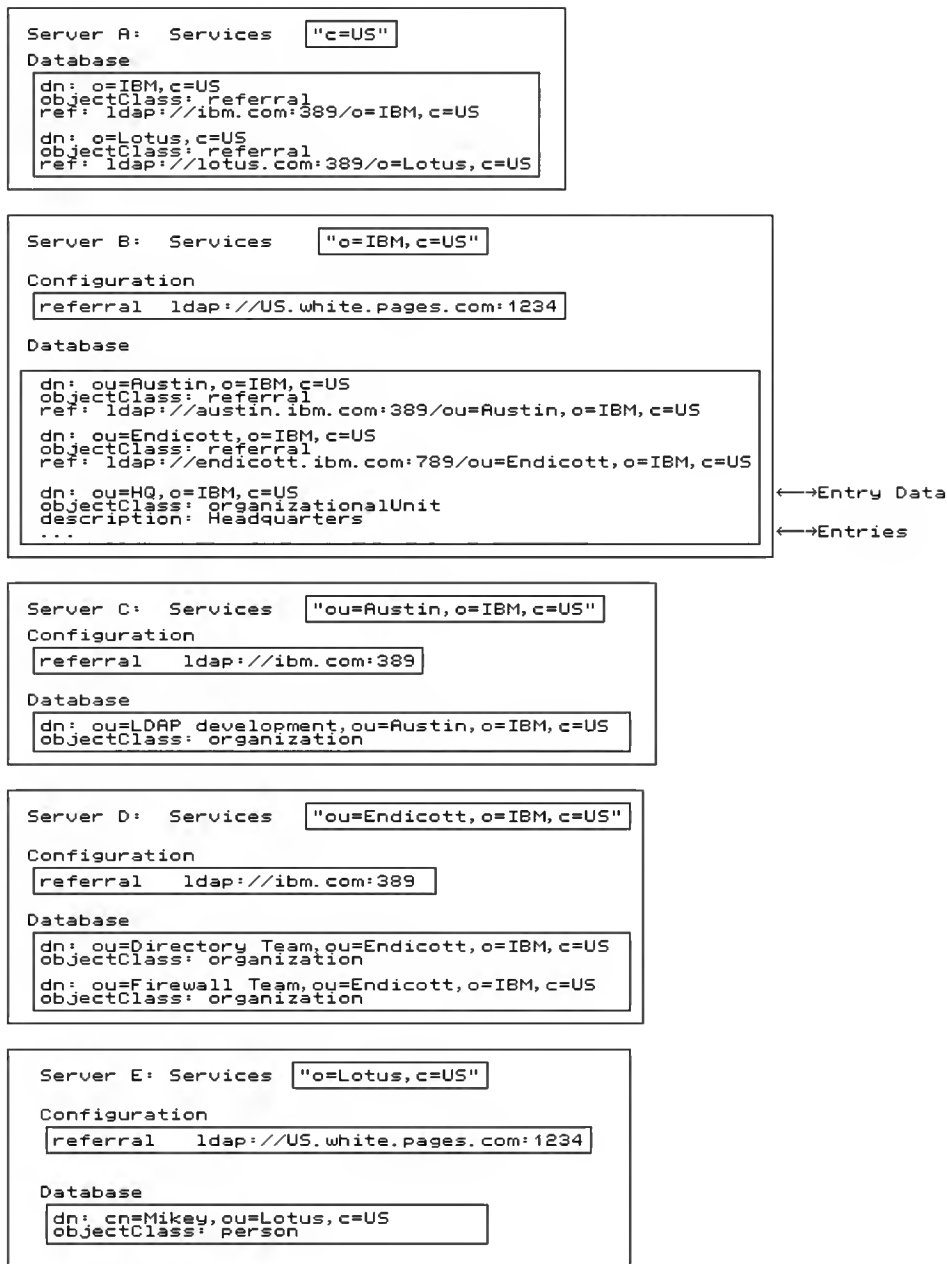 Server A: Services "c=US"
Database
dn: o=IBM,c=US
objectClass: referral
ref: ldap://ibm.com:389/o=IBM,c=US
dn: o=Lotus,c=US
objectClass: referral
ref: ldap://lotus.com:389/o=Lotus,c=US
Server B: Services "o=IBM,c=US"
Configuration
referral ldap://US.white.pages.com:1234
Database
dn: ou=Austin,o=IBM,c=US
objectClass: referral
ref: ldap://austin.ibm.com:389/ou=Austin,o=IBM,c=US
dn: ou=Endicott,o=IBM,c=US
objectClass: referral
ref: ldap://endicott.ibm.com:789/ou=Endicott,o=IBM,c=US
dn: ou=HQ,o=IBM,c=US ←→Entry Data
objectClass: organizationalUnit
description: Headquarters
... ←→Entries
Server C: Services "ou=Austin,o=IBM,c=US"
Configuration
referral ldap://ibm.com:389
Database
dn: ou=LDAP development,ou=Austin,o=IBM,c=US
objectClass: organization
Server D: Services "ou=Endicott,o=IBM,c=US"
Configuration
referral ldap://ibm.com:389
Database
dn: ou=Directory Team,ou=Endicott,o=IBM,c=US
objectClass: organization
dn: ou=Firewall Team,ou=Endicott,o=IBM,c=US
objectClass: organization
Server E: Services "o=Lotus,c=US"
Configuration
referral ldap://US.white.pages.com:1234
Database
dn: cn=Mikey,ou=Lotus,c=US
objectClass: person